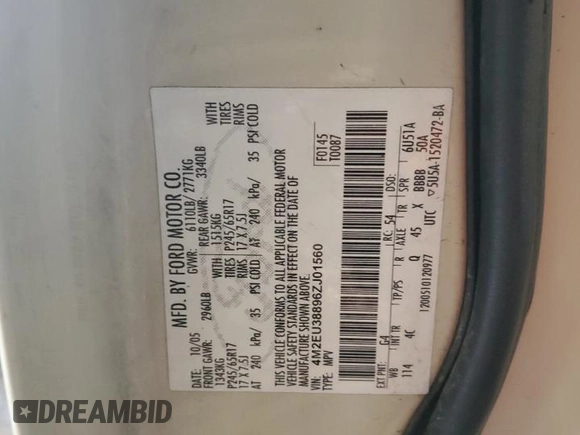 MFD. BY FORD MOTOR CO.
DATE: 10/05 GVWR: 6110LB/ 2771KG
FRONT GAWR: 2960LB REAR GAWR: 3340LB
1343KG WITH 1515KG WITH
P245/65R17 TIRES P245/65R17 TIRES
17 X 7.5J RIMS 17 X 7.5J RIMS
AT 240 kPa/ 35 PSI COLD AT 240 kPa/ 35 PSI COLD
THIS VEHICLE CONFORMS TO ALL APPLICABLE FEDERAL MOTOR
VEHICLE SAFETY STANDARDS IN EFFECT ON THE DATE OF
MANUFACTURE SHOWN ABOVE.
VIN: 4M2EU38896ZJ01560 F0145
TYPE: MPV T0087
EXT PNT: G4 RC: 54 DSO:
WB INT TR TP/PS R AXLE TR SPR 6U51A
114 4C Q 45 X BBBB 50A
UTC ▽5U5A-1520472-BA
1200510120977
DREAMBID